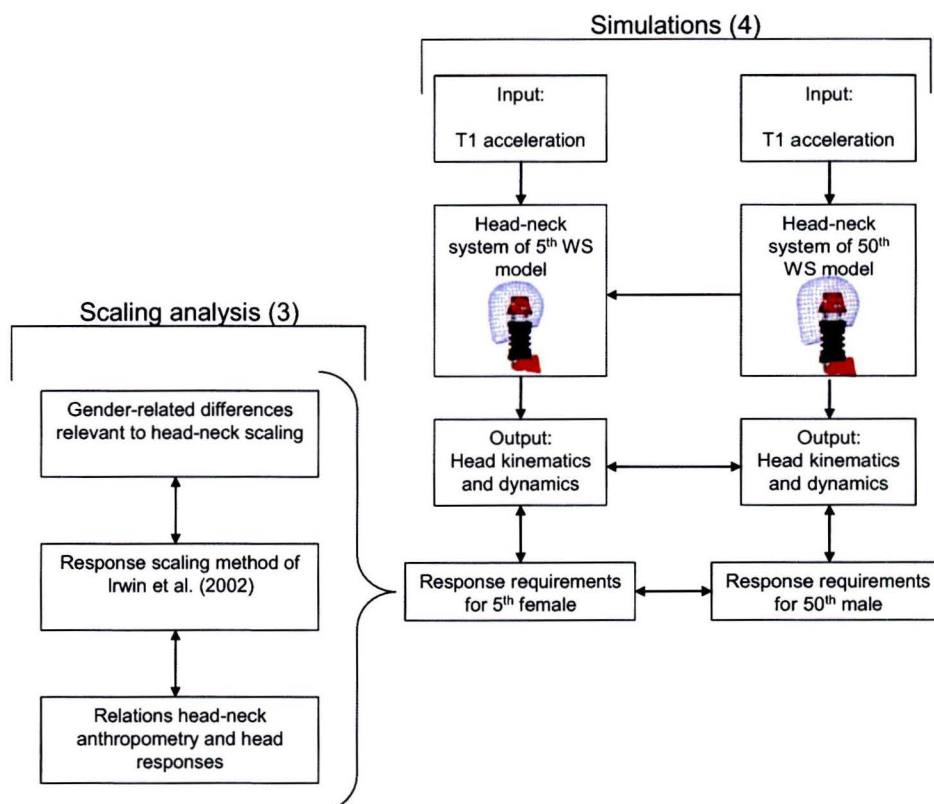 Simulations (4)
Input:
T1 acceleration
Input:
T1 acceleration
Head-neck
system of 5th WS
model
Head-neck
system of 50th
WS model
Scaling analysis (3)
Gender-related differences
relevant to head-neck scaling
Output:
Head kinematics
and dynamics
Output:
Head kinematics
and dynamics
Response scaling method of
Irwin et al. (2002)
Response requirements
for 5th female
Response requirements
for 50th male
Relations head-neck
anthropometry and head
responses